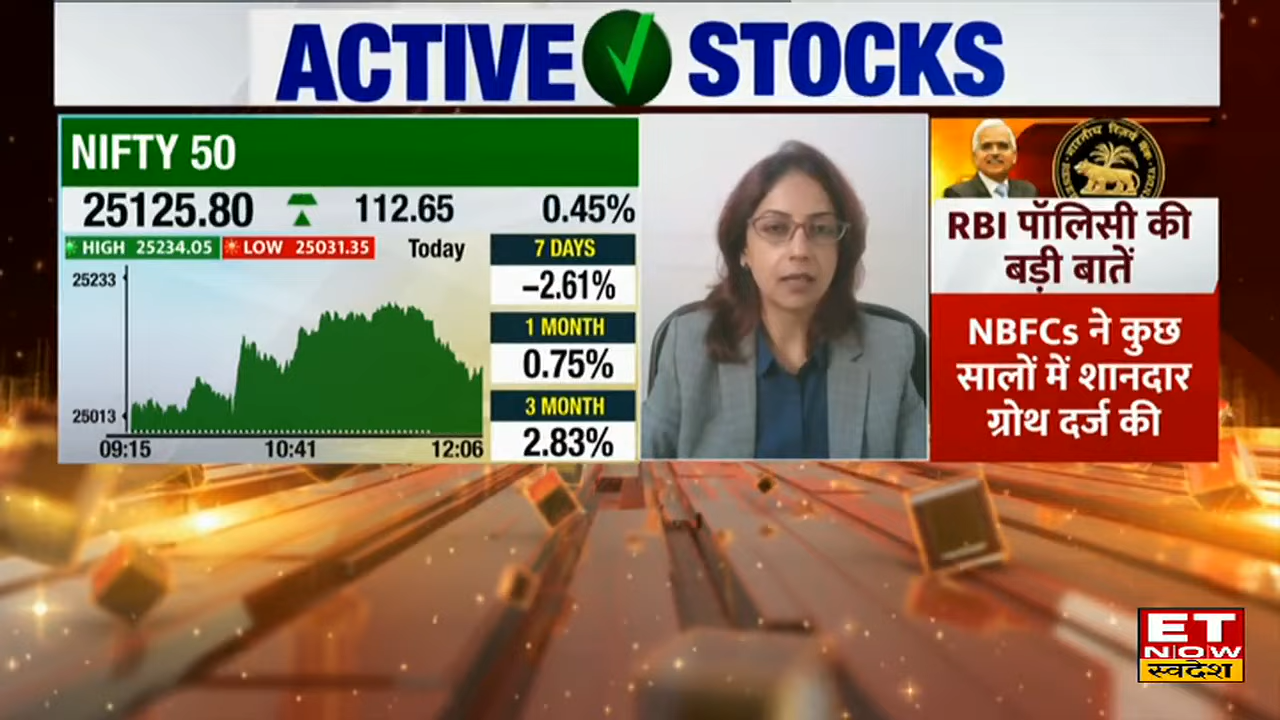 ACTIVE STOCKS
NIFTY 50
25125.80 112.65 0.45%
HIGH 25234.05 LOW 25031.35 Today
25233
25013
09:15 10:41 12:06
7 DAYS
−2.61%
1 MONTH
0.75%
3 MONTH
2.83%
RBI पॉलिसी की
बड़ी बातें
NBFCs ने कुछ
सालों में शानदार
ग्रोथ दर्ज की
ET
NOW
स्वदेश